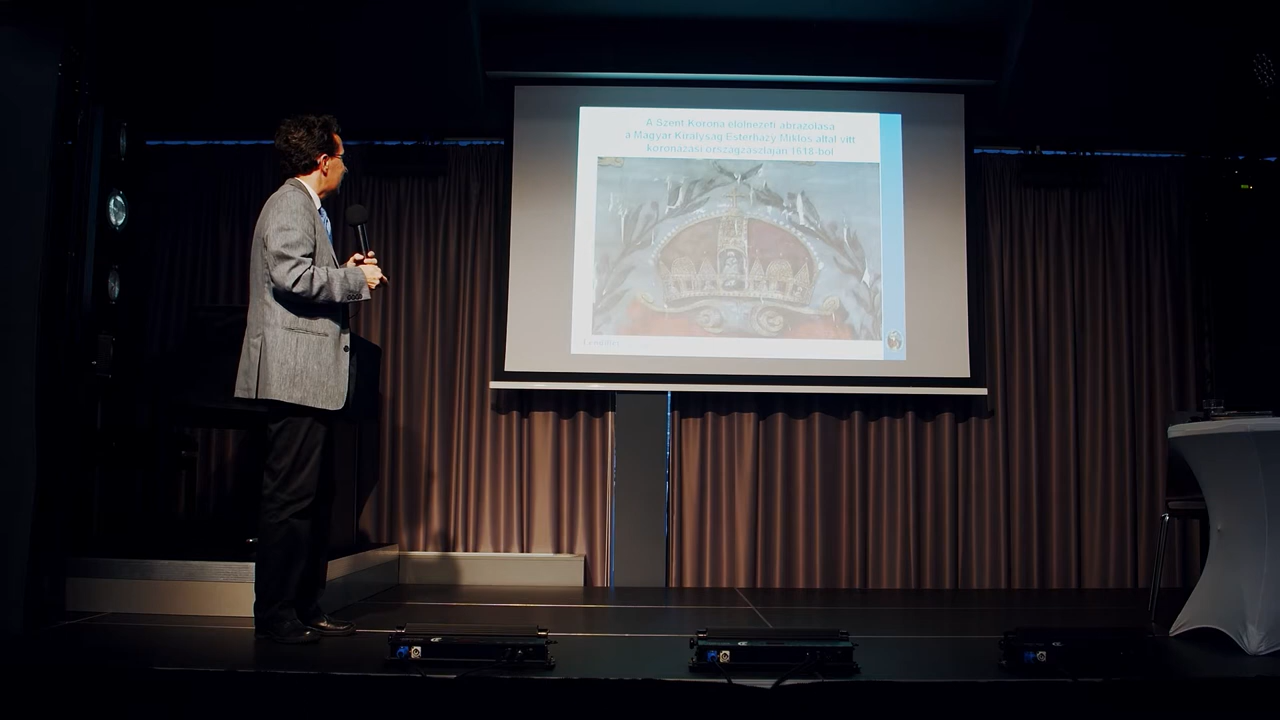 A Szent Korona elölnézeti ábrázolása
a Magyar Királyság Esterházy Miklós által vitt
koronázási országzászlaján 1618-ból